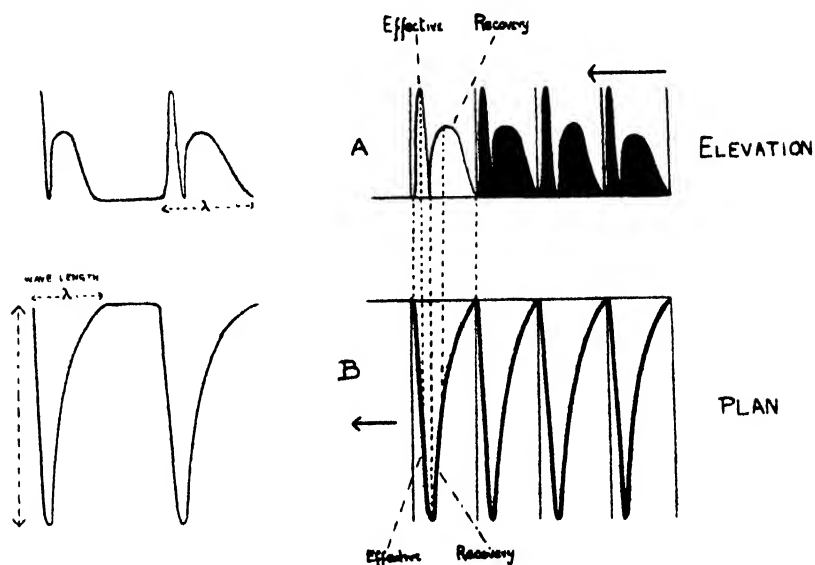 Effective Recovery
A
ELEVATION
λ
WAVE LENGTH
λ
B
PLAN
Effective Recovery